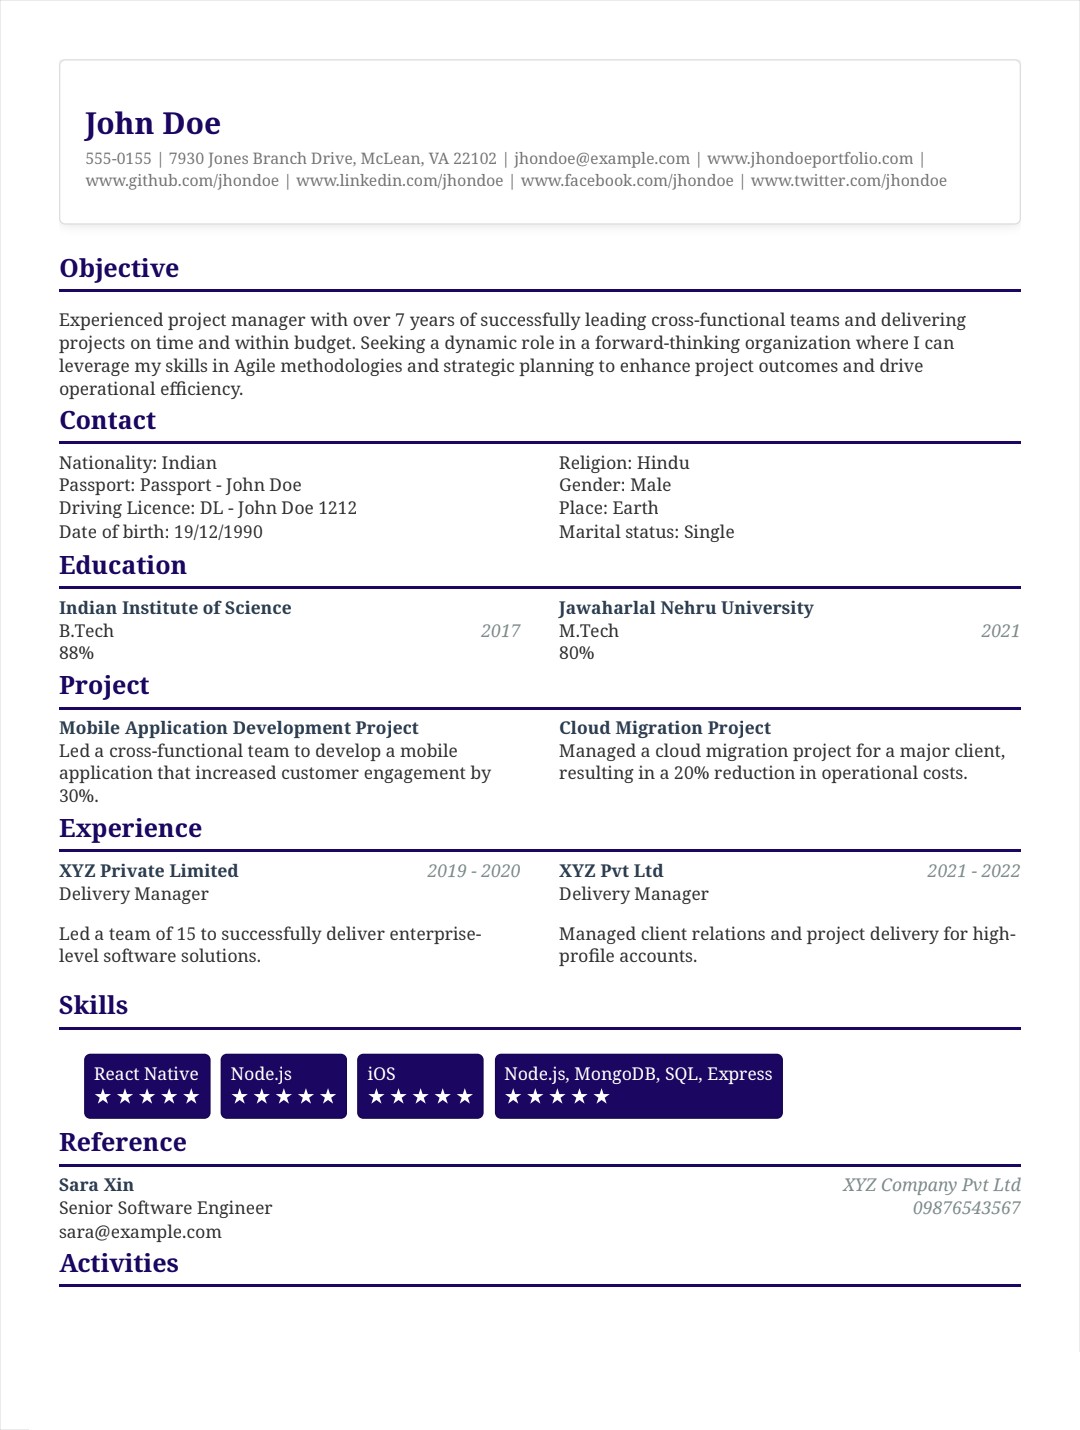 John Doe
555-0155 | 7930 Jones Branch Drive, McLean, VA 22102 | jhondoe@example.com | www.jhondoeportfolio.com |
www.github.com/jhondoe | www.linkedin.com/jhondoe | www.facebook.com/jhondoe | www.twitter.com/jhondoe
Objective
Experienced project manager with over 7 years of successfully leading cross-functional teams and delivering
projects on time and within budget. Seeking a dynamic role in a forward-thinking organization where I can
leverage my skills in Agile methodologies and strategic planning to enhance project outcomes and drive
operational efficiency.
Contact
Nationality: Indian
Passport: Passport - John Doe
Driving Licence: DL - John Doe 1212
Date of birth: 19/12/1990
Religion: Hindu
Gender: Male
Place: Earth
Marital status: Single
Education
Indian Institute of Science
B.Tech 2017
88%
Jawaharlal Nehru University
M.Tech 2021
80%
Project
Mobile Application Development Project
Led a cross-functional team to develop a mobile
application that increased customer engagement by
30%.
Cloud Migration Project
Managed a cloud migration project for a major client,
resulting in a 20% reduction in operational costs.
Experience
XYZ Private Limited 2019 - 2020
Delivery Manager
Led a team of 15 to successfully deliver enterprise-
level software solutions.
XYZ Pvt Ltd 2021 - 2022
Delivery Manager
Managed client relations and project delivery for high-
profile accounts.
Skills
React Native
★★★★★
Node.js
★★★★★
iOS
★★★★★
Node.js, MongoDB, SQL, Express
★★★★★
Reference
Sara Xin XYZ Company Pvt Ltd
Senior Software Engineer 09876543567
sara@example.com
Activities